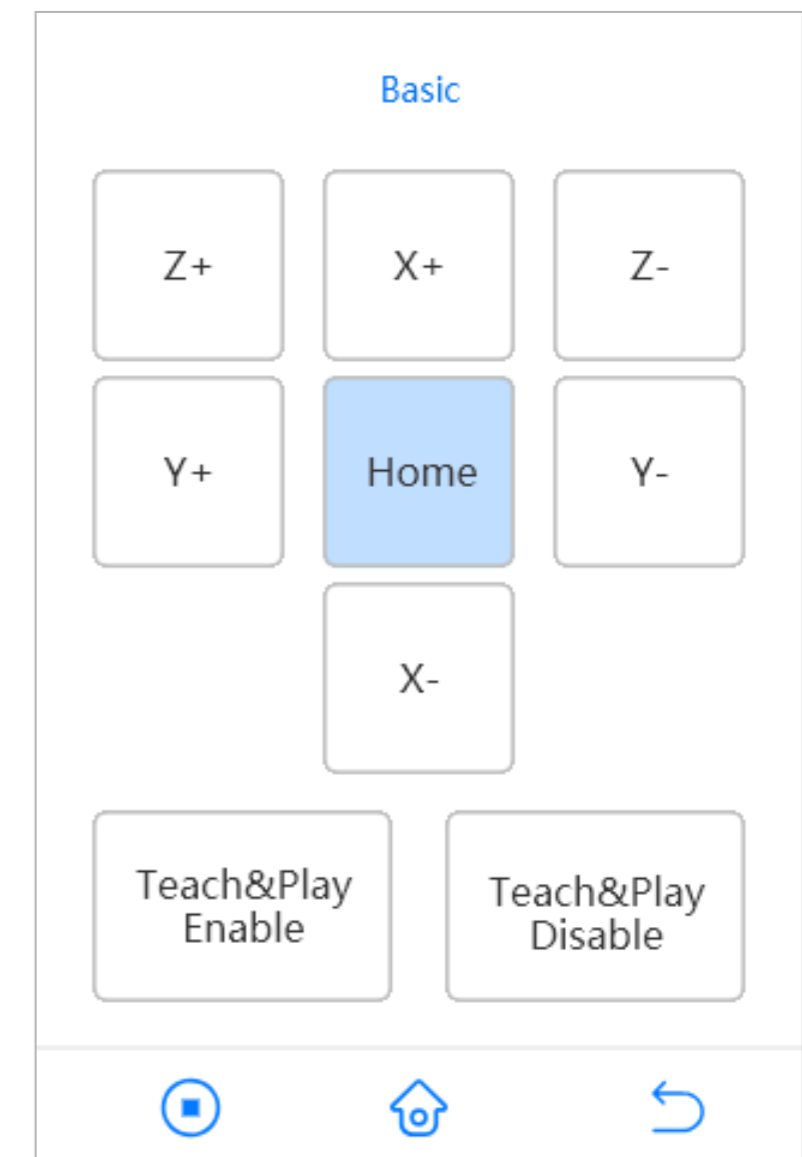 Basic
Z+ X+ Z-
Y+ Home Y-
X-
Teach&Play
Enable
Teach&Play
Disable